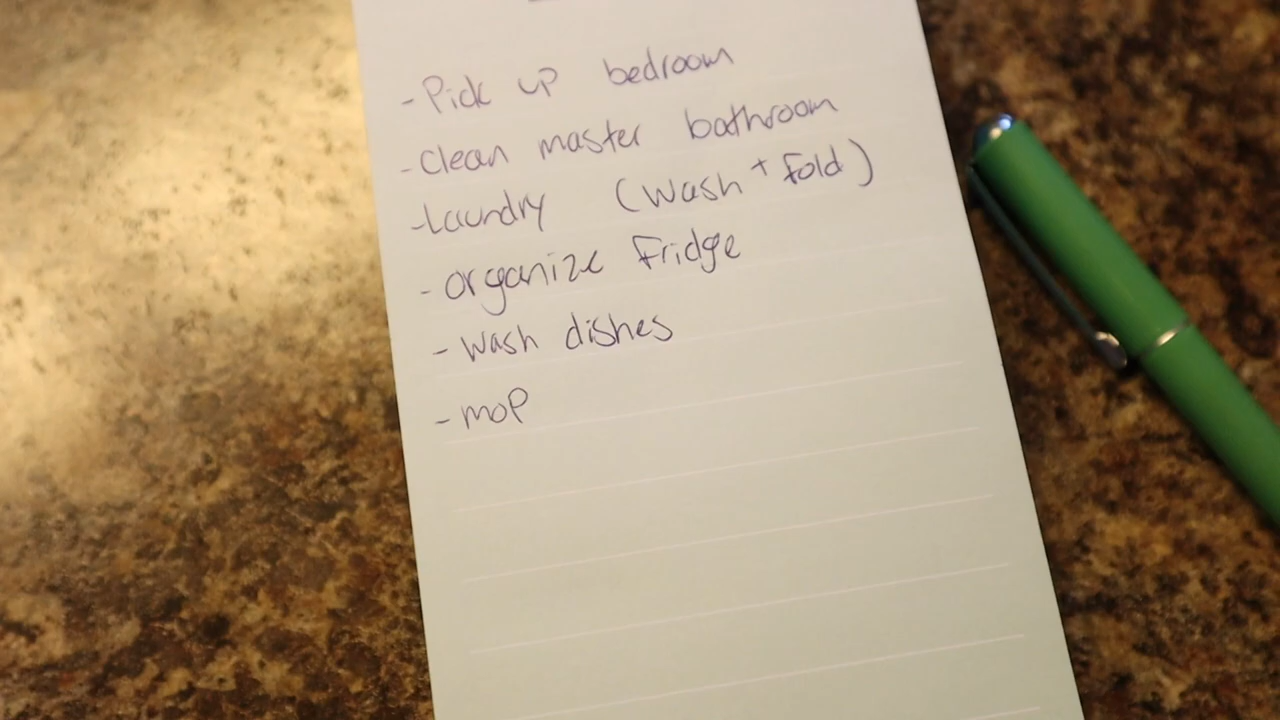 - Pick up bedroom
- Clean master bathroom
- Laundry (Wash + fold)
- organize Fridge
- wash dishes
- mop